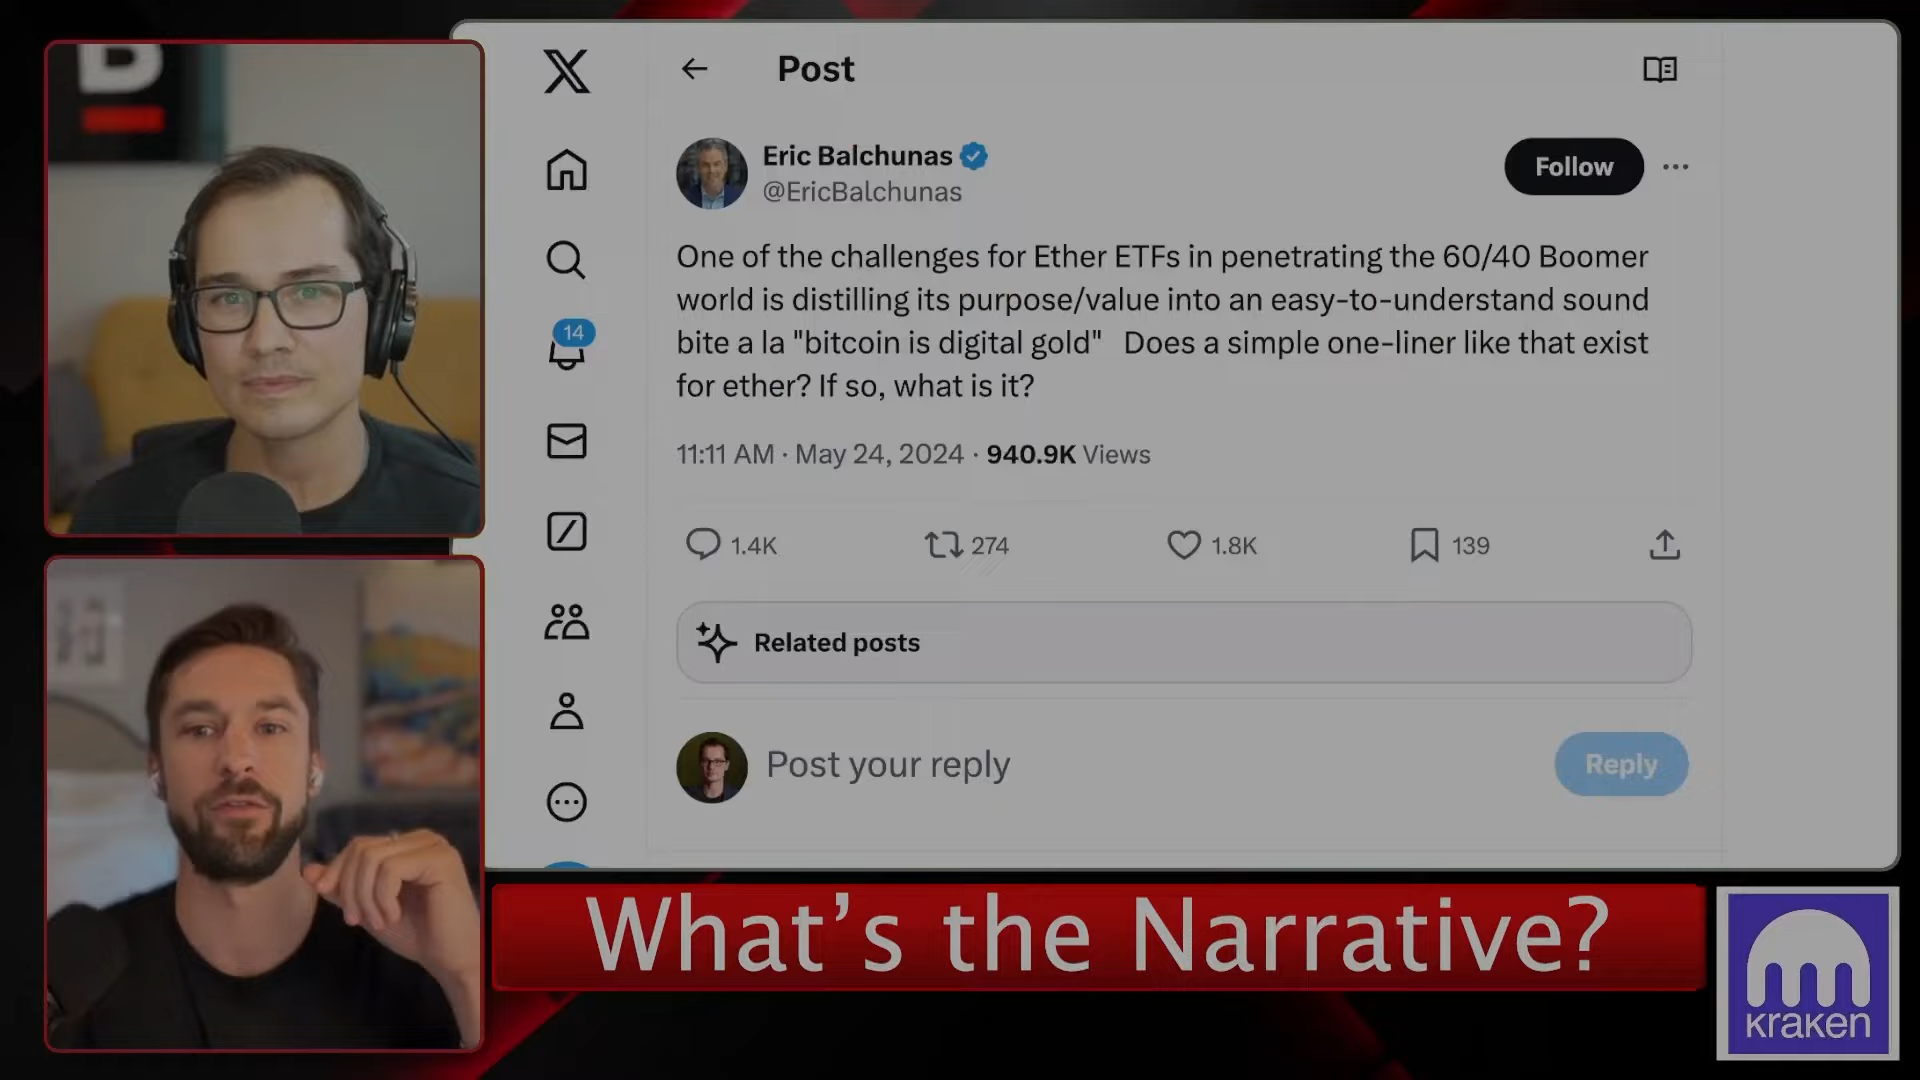 B
Post
Eric Balchunas
@EricBalchunas
Follow
One of the challenges for Ether ETFs in penetrating the 60/40 Boomer
world is distilling its purpose/value into an easy-to-understand sound
bite a la "bitcoin is digital gold" Does a simple one-liner like that exist
for ether? If so, what is it?
14
11:11 AM · May 24, 2024 · 940.9K Views
1.4K
274
1.8K
139
Related posts
Post your reply
Reply
What's the Narrative?
kraken